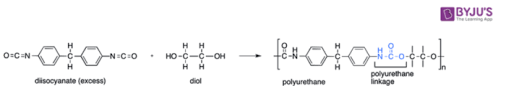 BYJU'S
The Learning App
O=C=N
H
C
H
N=C=O
HO
H H
C C
H H
OH
O
C N
H
H
C
H
N C O
H
O
C C O
n
diisocyanate (excess)
diol
polyurethane
polyurethane
linkage